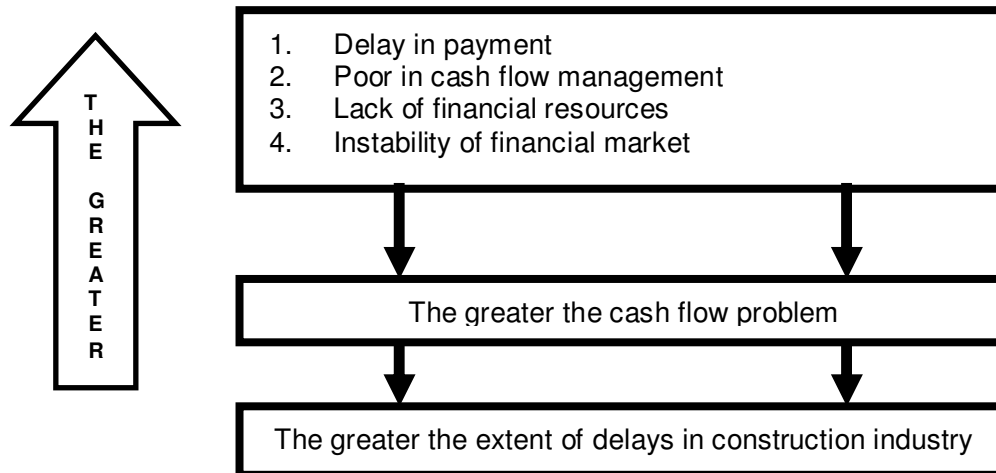 THE GREATER
1. Delay in payment
2. Poor in cash flow management
3. Lack of financial resources
4. Instability of financial market
The greater the cash flow problem
The greater the extent of delays in construction industry